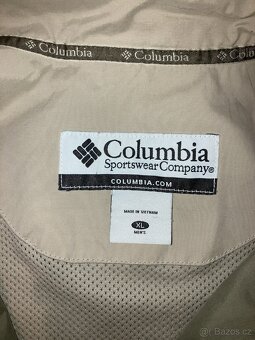 Columbia Columbia
Columbia
Sportswear Company®
COLUMBIA.COM
MADE IN VIETNAM
XL
MEN'S
Bazos.cz